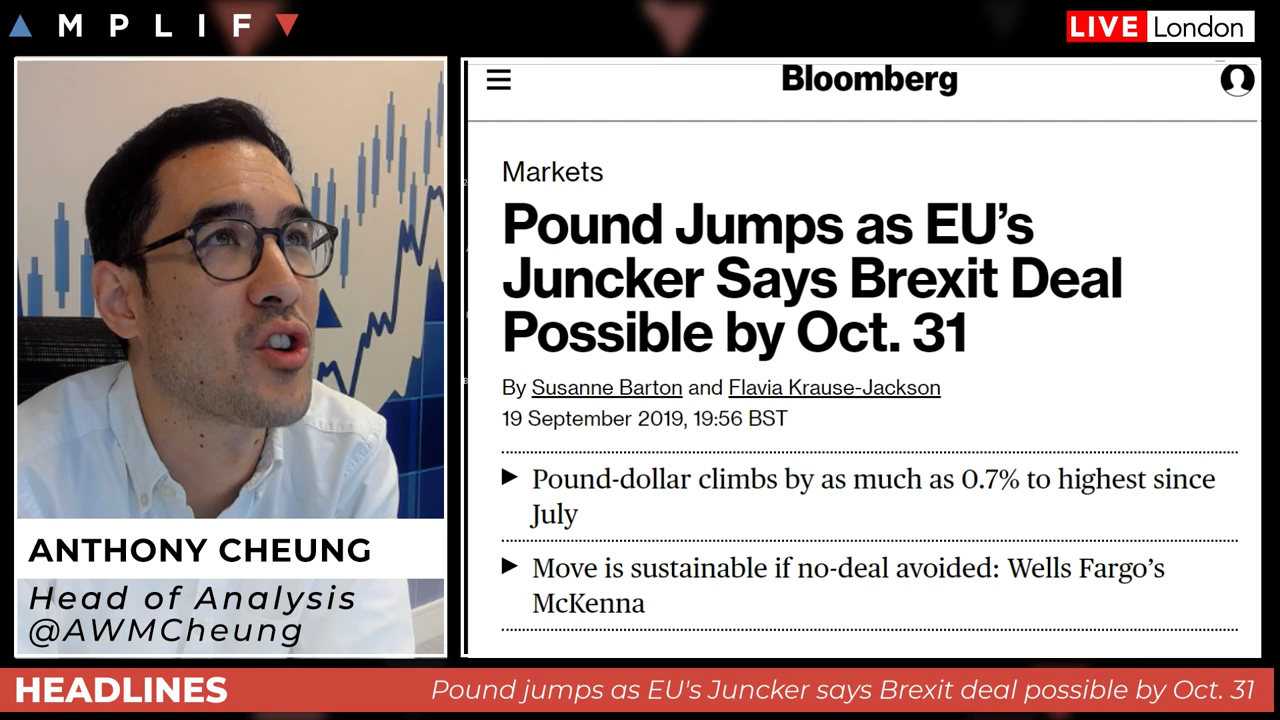 MPLIF
LIVE London
Bloomberg
Markets
Pound Jumps as EU's
Juncker Says Brexit Deal
Possible by Oct. 31
By Susanne Barton and Flavia Krause-Jackson
19 September 2019, 19:56 BST
Pound-dollar climbs by as much as 0.7% to highest since
July
Move is sustainable if no-deal avoided: Wells Fargo's
McKenna
ANTHONY CHEUNG
Head of Analysis
@AWMCheung
HEADLINES Pound jumps as EU's Juncker says Brexit deal possible by Oct. 31